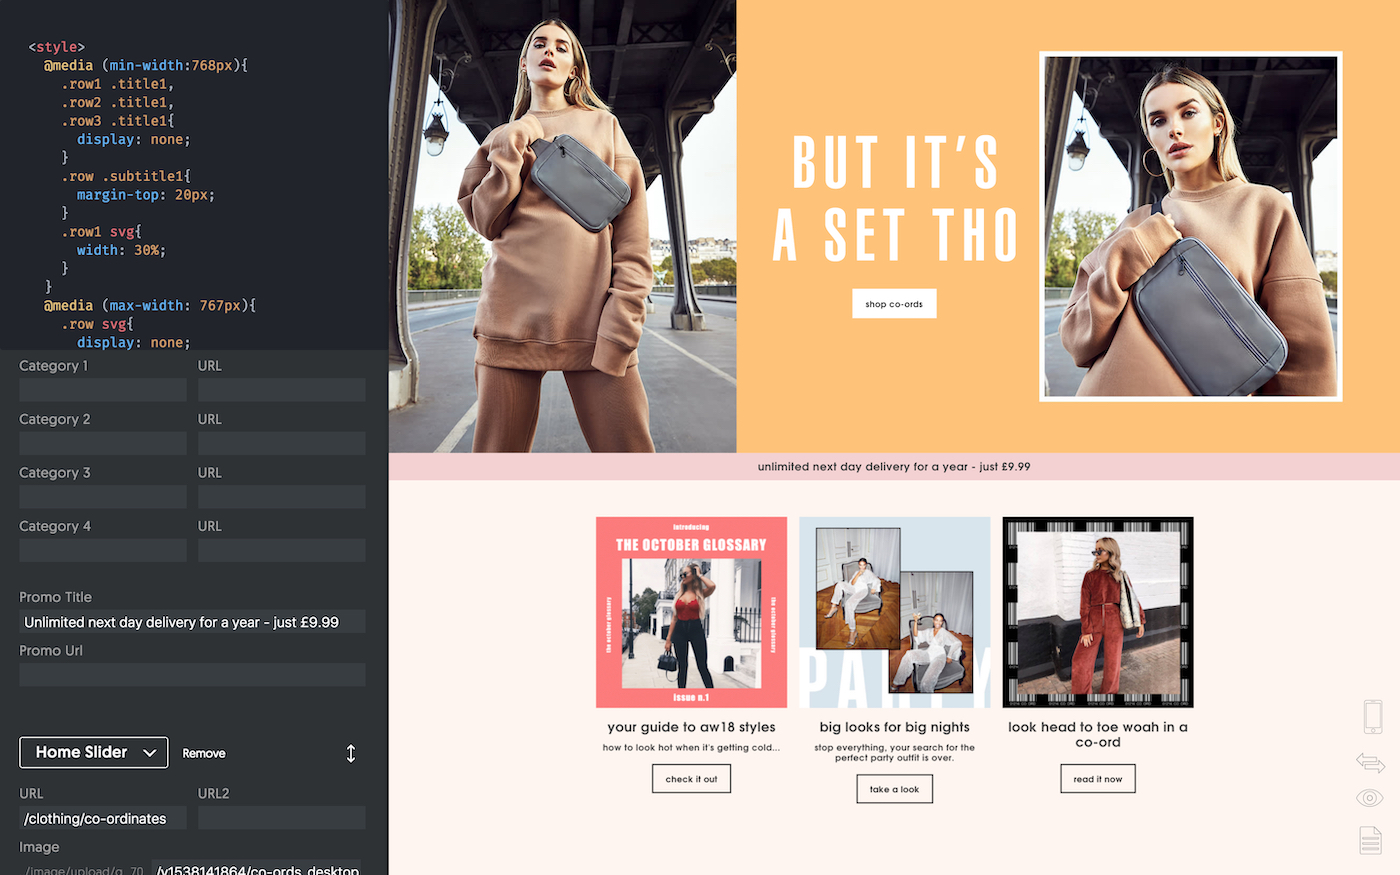 <style>
@media (min-width:768px){
.row1 .title1,
.row2 .title1,
.row3 .title1{
display: none;
}
.row .subtitle1{
margin-top: 20px;
}
.row1 svg{
width: 30%;
}
}
@media (max-width: 767px){
.row svg{
display: none;
Category 1 URL
Category 2 URL
Category 3 URL
Category 4 URL
Promo Title
Unlimited next day delivery for a year - just £9.99
Promo Url
Home Slider Remove
URL URL2
/clothing/co-ordinates
Image
/image/upload/q_70 /v1538141864/co-ords_desktop
BUT IT'S
A SET THO
shop co-ords
unlimited next day delivery for a year - just £9.99
introducing
THE OCTOBER GLOSSARY
the october glossary
the october glossary
issue n.1
your guide to aw18 styles
how to look hot when it's getting cold...
check it out
PARTY
big looks for big nights
stop everything, your search for the
perfect party outfit is over.
take a look
look head to toe woah in a
co-ord
read it now